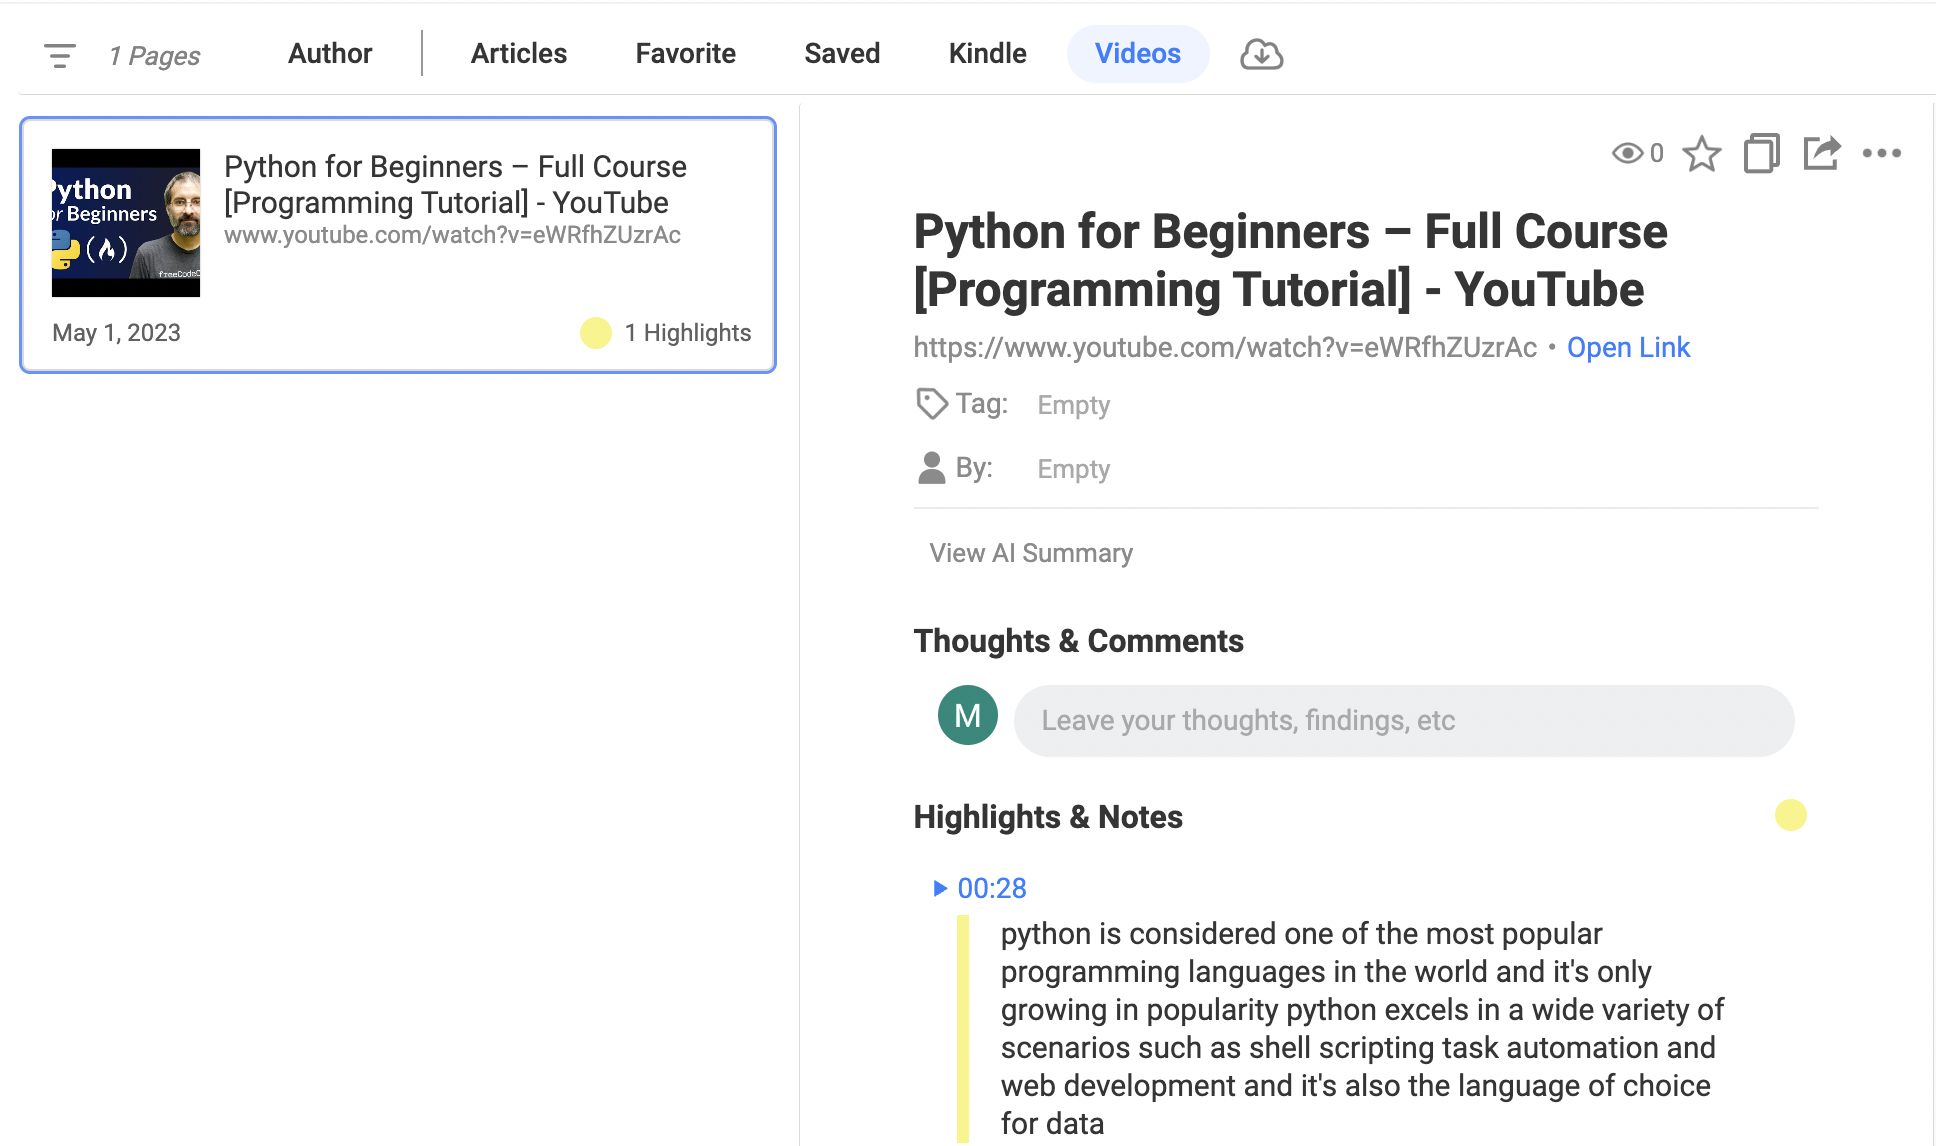 1 Pages
Author
Articles
Favorite
Saved
Kindle
Videos
ython
or Beginners
Python for Beginners – Full Course
[Programming Tutorial] - YouTube
www.youtube.com/watch?v=eWRfhZUzrAc
May 1, 2023
1 Highlights
0
Python for Beginners – Full Course
[Programming Tutorial] - YouTube
https://www.youtube.com/watch?v=eWRfhZUzrAc • Open Link
Tag: Empty
By: Empty
View AI Summary
Thoughts & Comments
M
Leave your thoughts, findings, etc
Highlights & Notes
00:28
python is considered one of the most popular
programming languages in the world and it's only
growing in popularity python excels in a wide variety of
scenarios such as shell scripting task automation and
web development and it's also the language of choice
for data